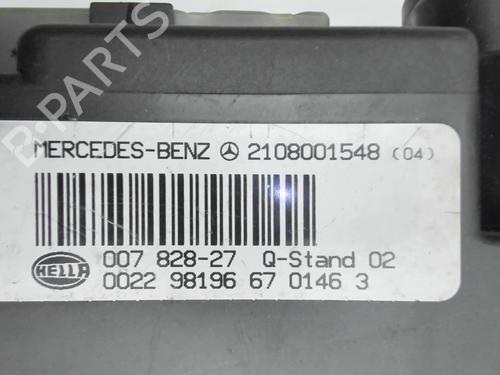 B-PARTS
MERCEDES-BENZ 2108001548 (04)
007 828-27 Q-Stand 02
HELLA
0022 98196 67 0146 3